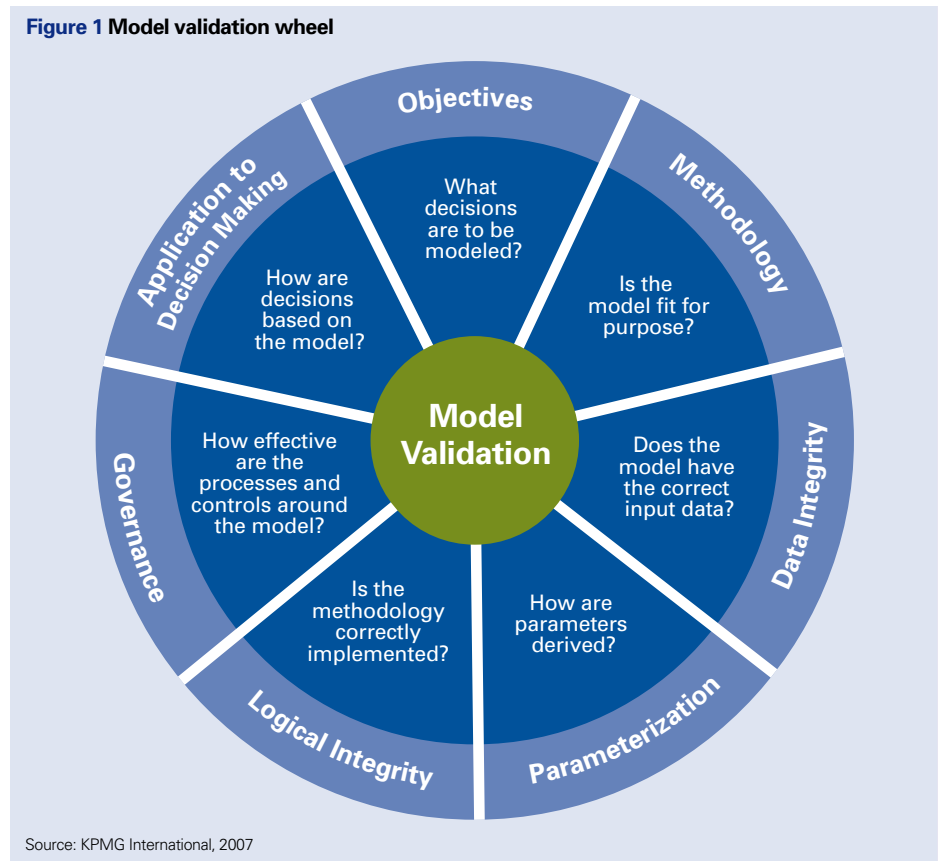 Figure 1 Model validation wheel
Objectives
What
decisions
are to be
modeled?
Methodology
Is the
model fit for
purpose?
Data Integrity
Does the
model have
the correct
input data?
Parameterization
How are
parameters
derived?
Logical Integrity
Is the
methodology
correctly
implemented?
Governance
How effective
are the
processes and
controls around
the model?
Application to
Decision Making
How are
decisions
based on
the model?
Model
Validation
Source: KPMG International, 2007